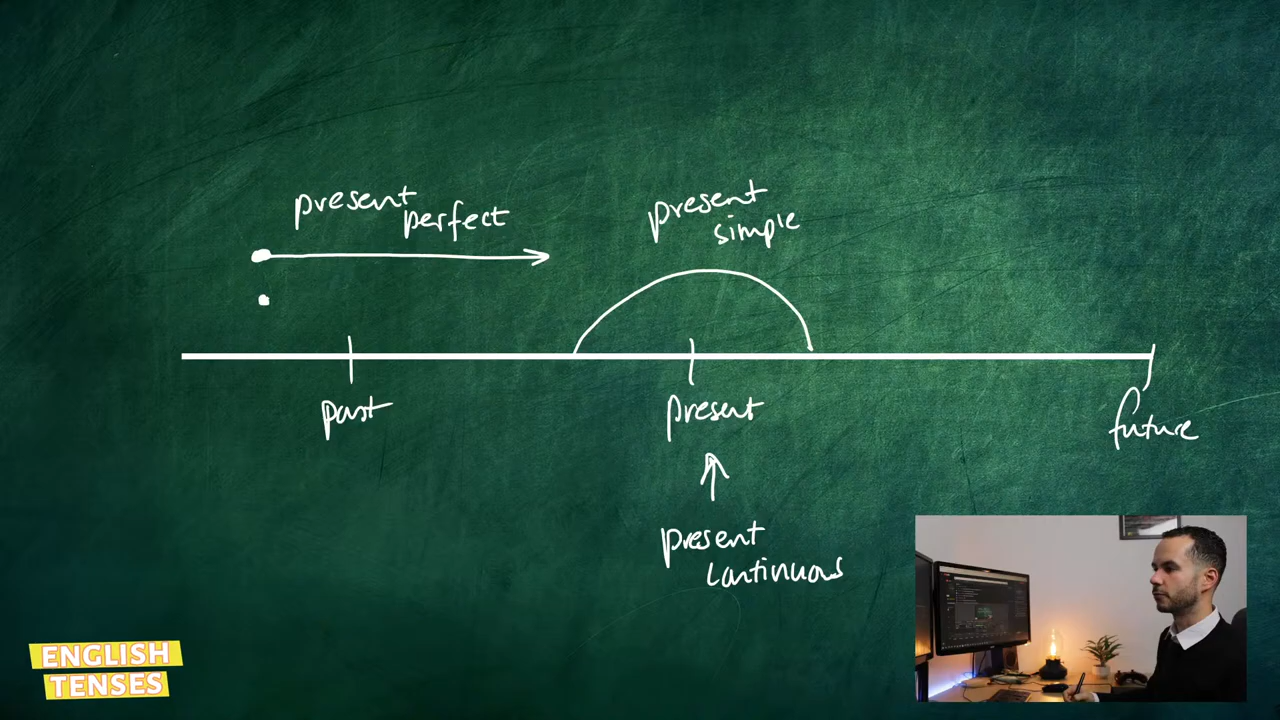 present
perfect
present
simple
past
present
future
present
continuous
ENGLISH
TENSES